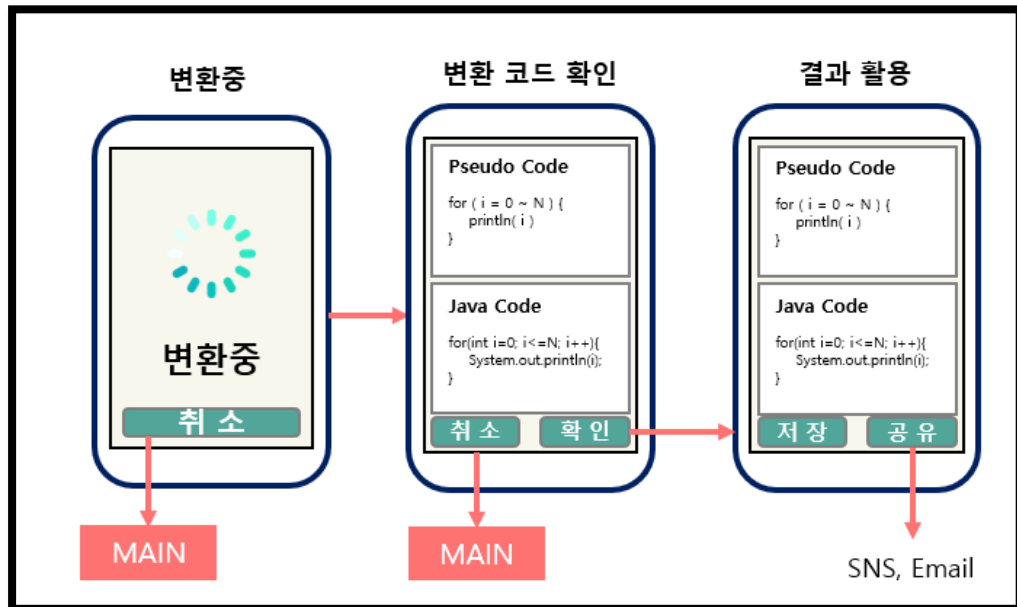 변환중
변환중
취 소
MAIN
변환 코드 확인
Pseudo Code
for ( i = 0 ~ N ) {
println( i )
}
Java Code
for(int i=0; i<=N; i++){
System.out.println(i);
}
취 소
확 인
MAIN
결과 활용
Pseudo Code
for ( i = 0 ~ N ) {
println( i )
}
Java Code
for(int i=0; i<=N; i++){
System.out.println(i);
}
저 장
공 유
SNS, Email